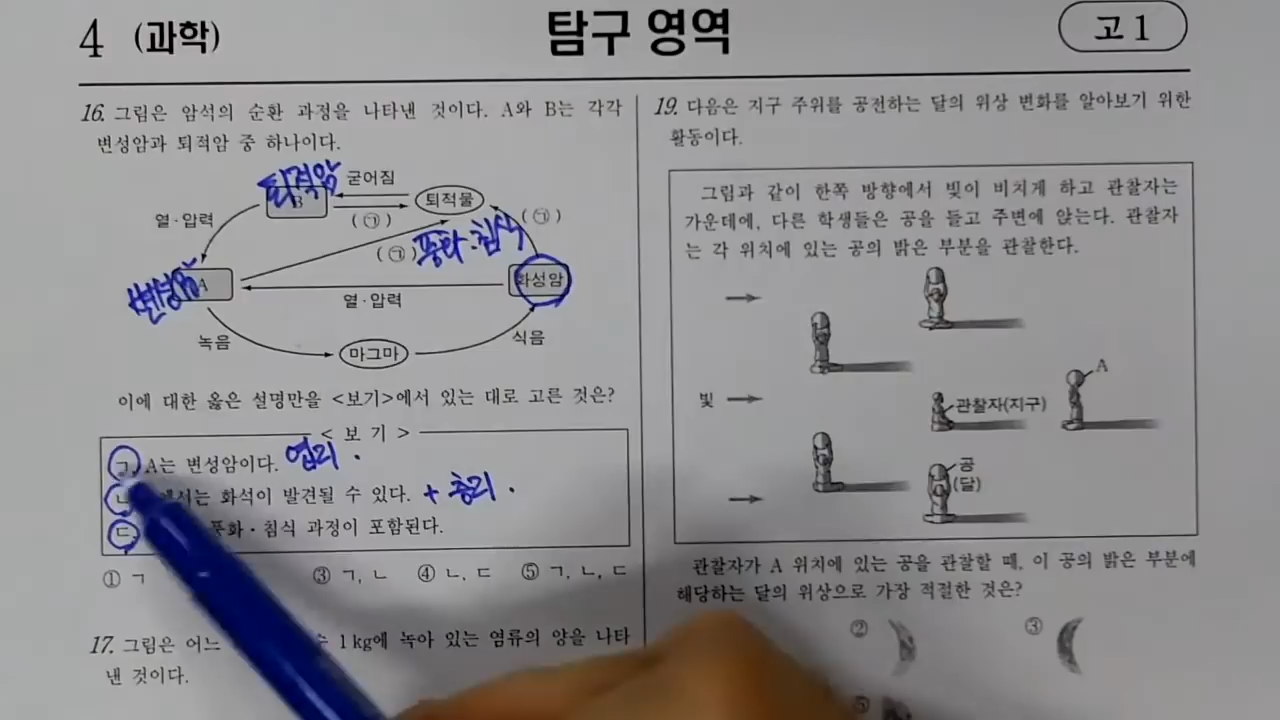 4 (과학)
탐구 영역
고 1
16. 그림은 암석의 순환 과정을 나타낸 것이다. A와 B는 각각
변성암과 퇴적암 중 하나이다.
퇴적암
굳어짐
B
퇴적물
열·압력
(㉠)
(㉠)
(㉠)
풍화·침식
변성암
A
화성암
열·압력
녹음
마그마
식음
이에 대한 옳은 설명만을 <보기>에서 있는 대로 고른 것은?
< 보 기 >
ㄱ. A는 변성암이다. 엽리.
ㄴ. 에서는 화석이 발견될 수 있다. + 층리.
ㄷ. 풍화·침식 과정이 포함된다.
① ㄱ ③ ㄱ, ㄴ ④ ㄴ, ㄷ ⑤ ㄱ, ㄴ, ㄷ
17. 그림은 어느 1kg에 녹아 있는 염류의 양을 나타
낸 것이다.
19. 다음은 지구 주위를 공전하는 달의 위상 변화를 알아보기 위한
활동이다.
그림과 같이 한쪽 방향에서 빛이 비치게 하고 관찰자는
가운데에, 다른 학생들은 공을 들고 주변에 앉는다. 관찰자
는 각 위치에 있는 공의 밝은 부분을 관찰한다.
A
빛
관찰자(지구)
공
(달)
관찰자가 A 위치에 있는 공을 관찰할 때, 이 공의 밝은 부분에
해당하는 달의 위상으로 가장 적절한 것은?
② ③
⑤